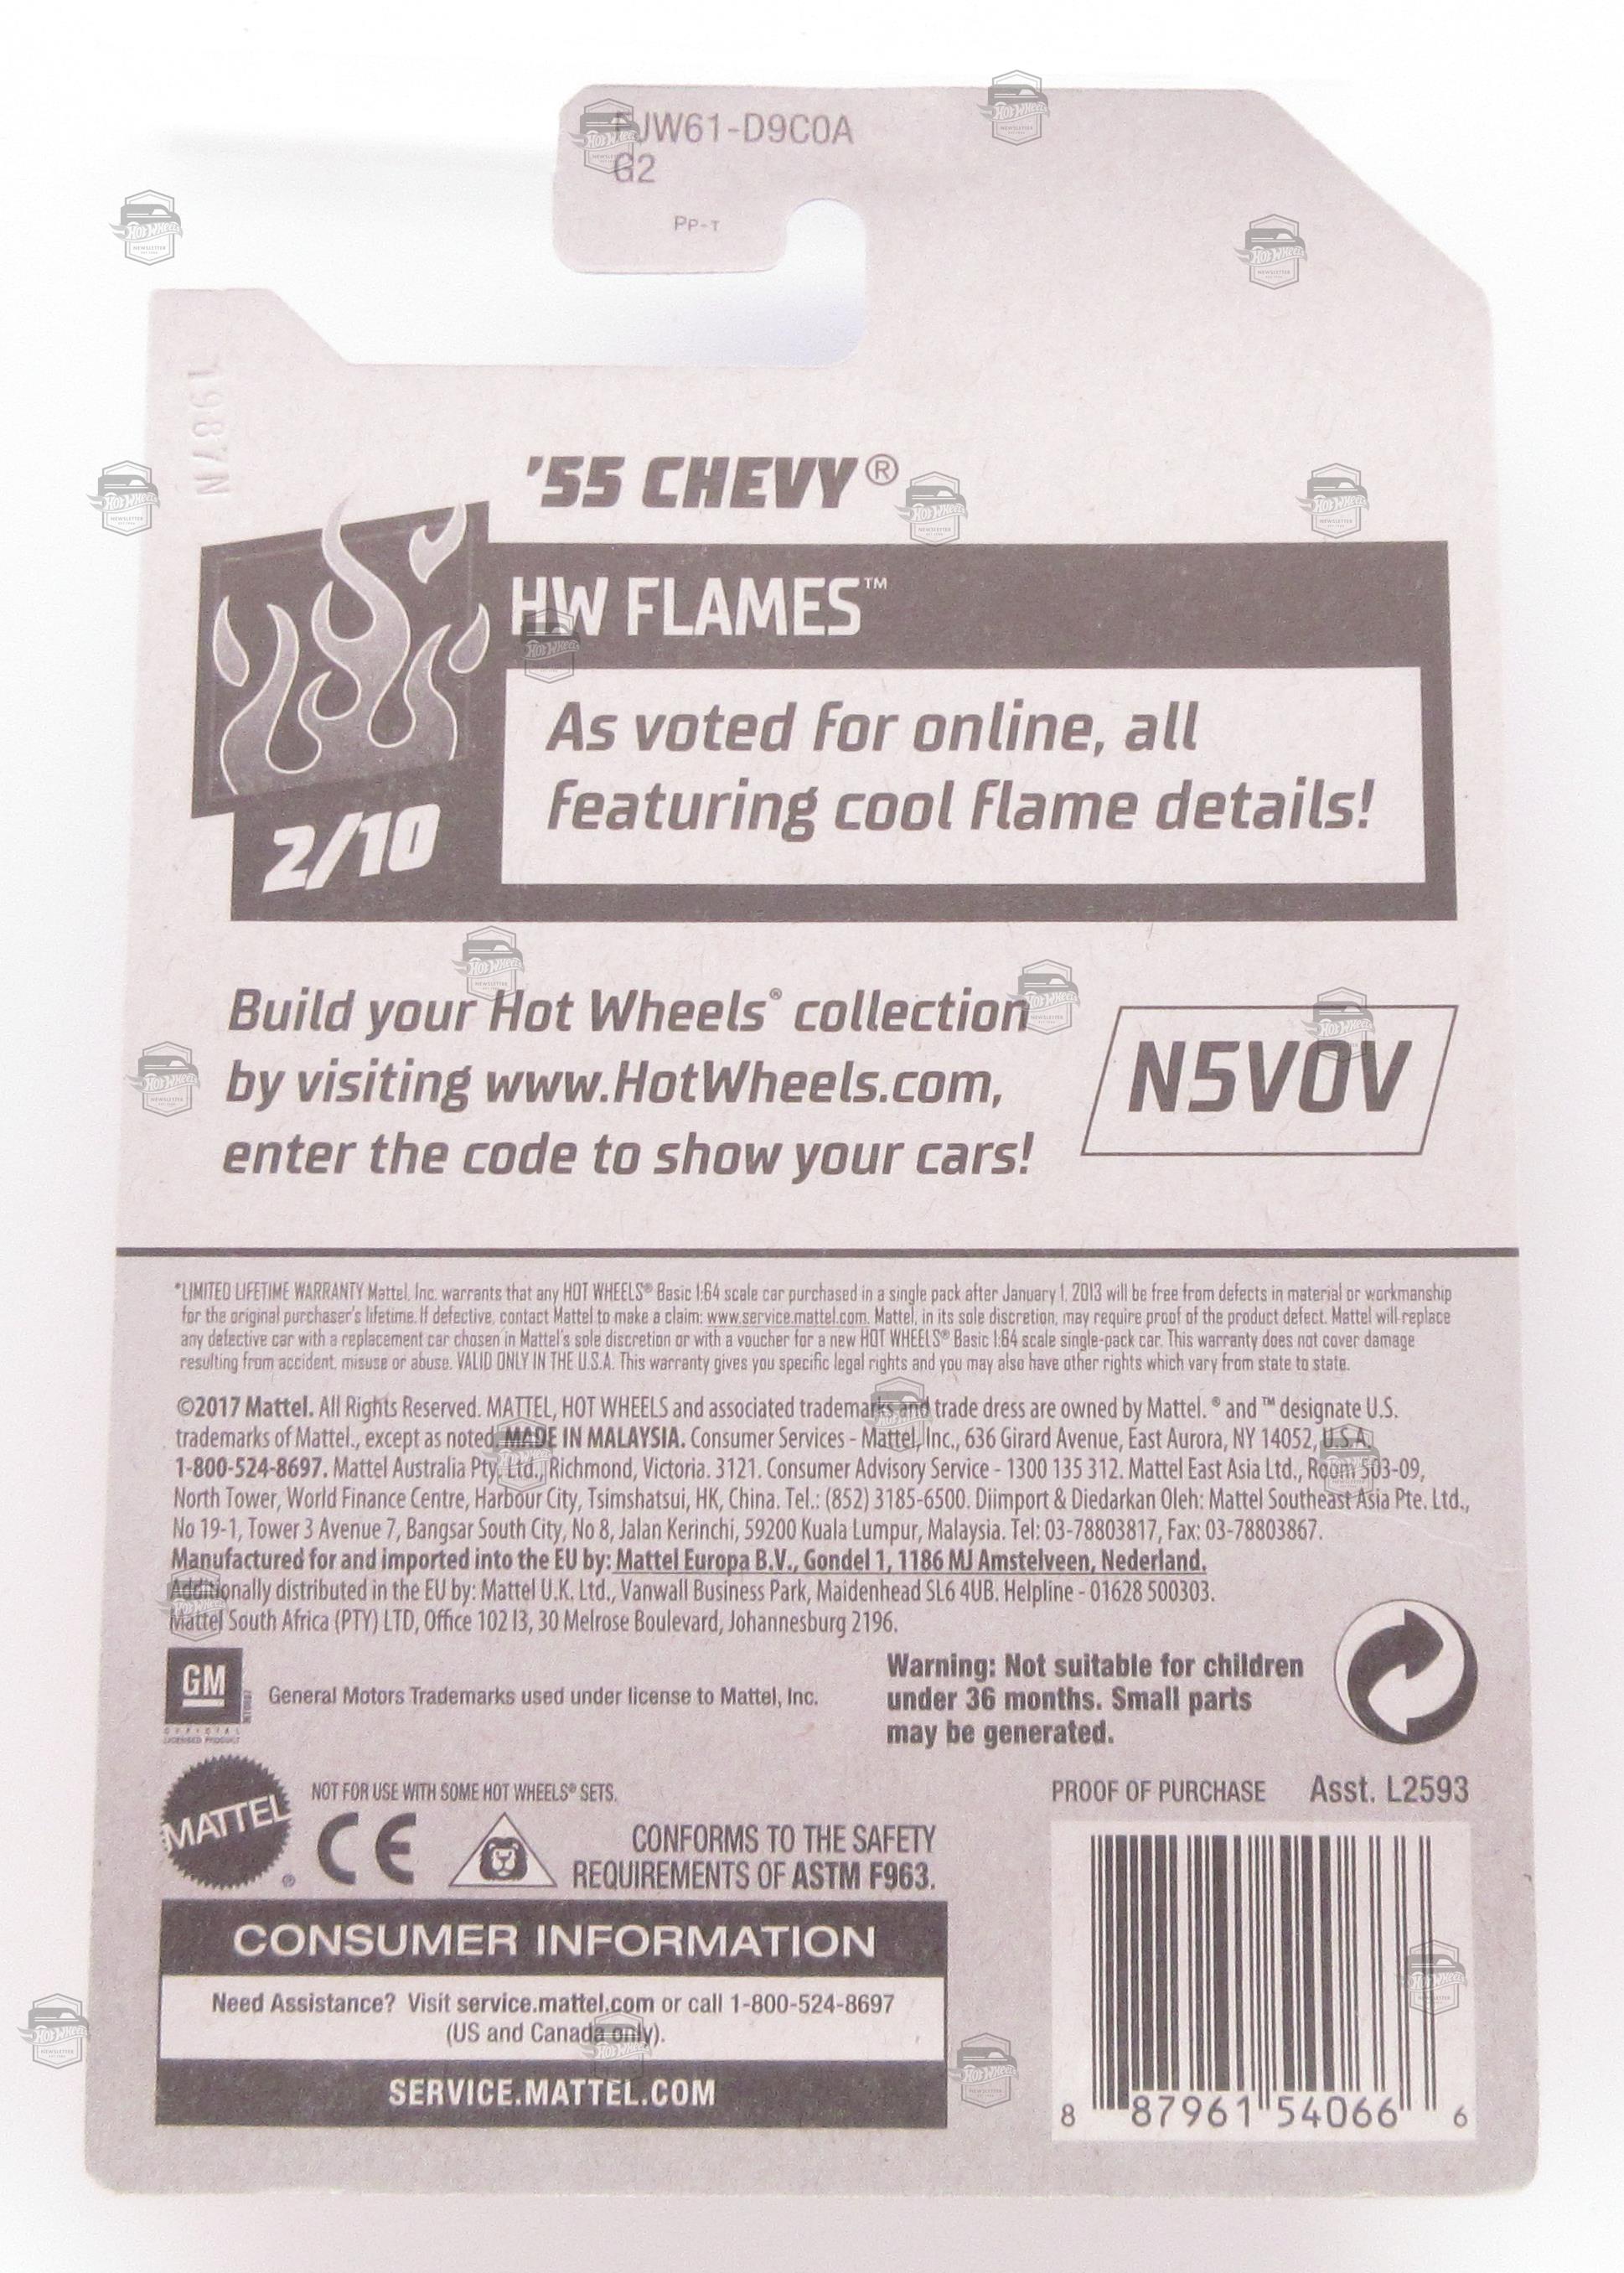 FJW61-D9C0A
G2
PP-T
1987N
'55 CHEVY®
HW FLAMES™
As voted for online, all
featuring cool flame details!
2/10
Build your Hot Wheels® collection
by visiting www.HotWheels.com,
enter the code to show your cars!
N5V0V
*LIMITED LIFETIME WARRANTY Mattel, Inc. warrants that any HOT WHEELS® Basic 1:64 scale car purchased in a single pack after January 1, 2013 will be free from defects in material or workmanship
for the original purchaser's lifetime. If defective, contact Mattel to make a claim: www.service.mattel.com. Mattel, in its sole discretion, may require proof of the product defect. Mattel will replace
any defective car with a replacement car chosen in Mattel's sole discretion or with a voucher for a new HOT WHEELS® Basic 1:64 scale single-pack car. This warranty does not cover damage
resulting from accident, misuse or abuse. VALID ONLY IN THE U.S.A. This warranty gives you specific legal rights and you may also have other rights which vary from state to state.
©2017 Mattel. All Rights Reserved. MATTEL, HOT WHEELS and associated trademarks and trade dress are owned by Mattel. ® and ™ designate U.S.
trademarks of Mattel., except as noted. MADE IN MALAYSIA. Consumer Services - Mattel, Inc., 636 Girard Avenue, East Aurora, NY 14052, U.S.A.
1-800-524-8697. Mattel Australia Pty. Ltd., Richmond, Victoria. 3121. Consumer Advisory Service - 1300 135 312. Mattel East Asia Ltd., Room 503-09,
North Tower, World Finance Centre, Harbour City, Tsimshatsui, HK, China. Tel.: (852) 3185-6500. Diimport & Diedarkan Oleh: Mattel Southeast Asia Pte. Ltd.,
No 19-1, Tower 3 Avenue 7, Bangsar South City, No 8, Jalan Kerinchi, 59200 Kuala Lumpur, Malaysia. Tel: 03-78803817, Fax: 03-78803867.
Manufactured for and imported into the EU by: Mattel Europa B.V., Gondel 1, 1186 MJ Amstelveen, Nederland.
Additionally distributed in the EU by: Mattel U.K. Ltd., Vanwall Business Park, Maidenhead SL6 4UB. Helpline - 01628 500303.
Mattel South Africa (PTY) LTD, Office 102 I3, 30 Melrose Boulevard, Johannesburg 2196.
GM
OFFICIAL
LICENSED PRODUCT
General Motors Trademarks used under license to Mattel, Inc.
Warning: Not suitable for children
under 36 months. Small parts
may be generated.
MATTEL®
NOT FOR USE WITH SOME HOT WHEELS® SETS.
CE
CONFORMS TO THE SAFETY
REQUIREMENTS OF ASTM F963.
PROOF OF PURCHASE Asst. L2593
CONSUMER INFORMATION
Need Assistance? Visit service.mattel.com or call 1-800-524-8697
(US and Canada only).
SERVICE.MATTEL.COM
8 87961 54066 6